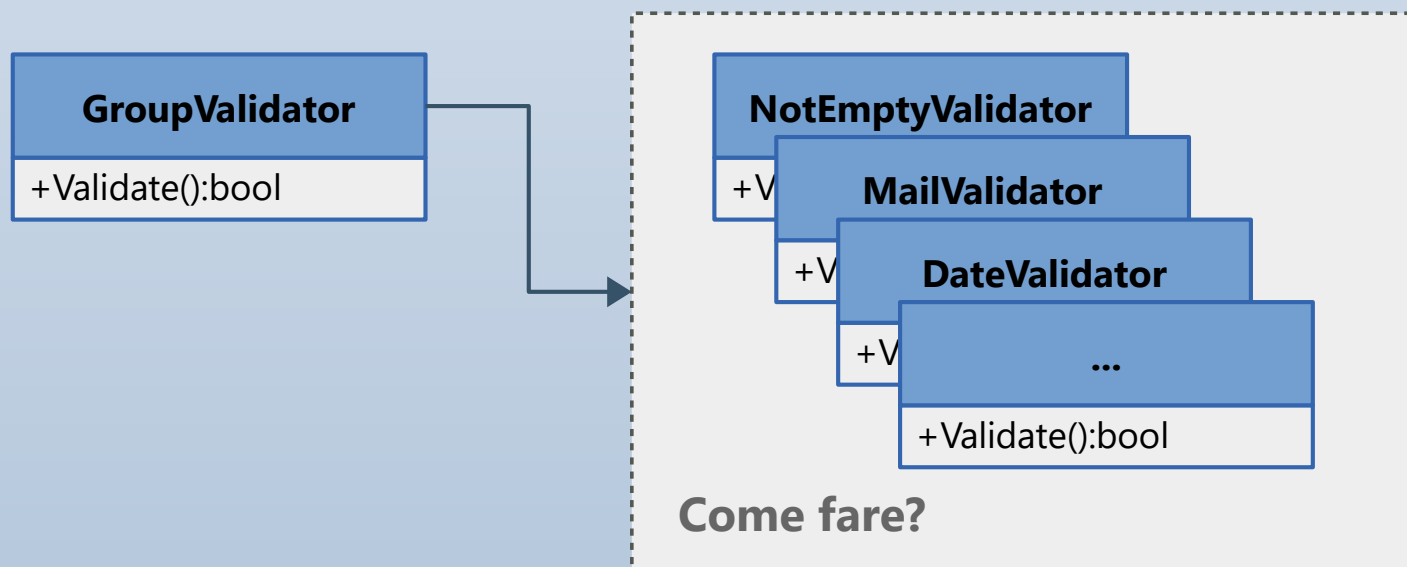 GroupValidator
+Validate():bool
NotEmptyValidator
+V
MailValidator
+V
DateValidator
+V
...
+Validate():bool
Come fare?